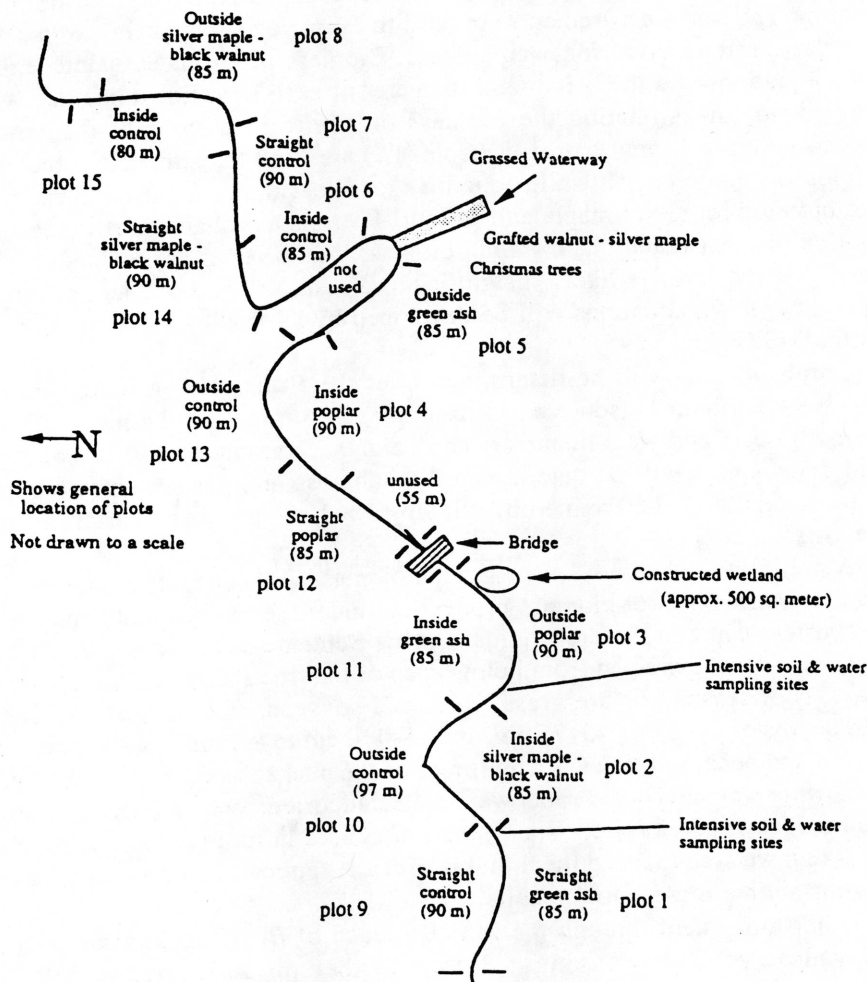 Outside
silver maple -
black walnut
(85 m)
plot 8
Inside
control
(80 m)
plot 7
Straight
control
(90 m)
plot 15
plot 6
Grassed Waterway
Inside
control
(85 m)
Straight
silver maple -
black walnut
(90 m)
Grafted walnut - silver maple
not
used
Christmas trees
plot 14
Outside
green ash
(85 m)
plot 5
Outside
control
(90 m)
Inside
poplar
(90 m)
plot 4
N
plot 13
Shows general
location of plots
Not drawn to a scale
unused
(55 m)
Straight
poplar
(85 m)
Bridge
plot 12
Constructed wetland
(approx. 500 sq. meter)
Inside
green ash
(85 m)
Outside
poplar
(90 m)
plot 3
plot 11
Intensive soil & water
sampling sites
Outside
control
(97 m)
Inside
silver maple -
black walnut
(85 m)
plot 2
plot 10
Intensive soil & water
sampling sites
Straight
control
(90 m)
Straight
green ash
(85 m)
plot 9
plot 1